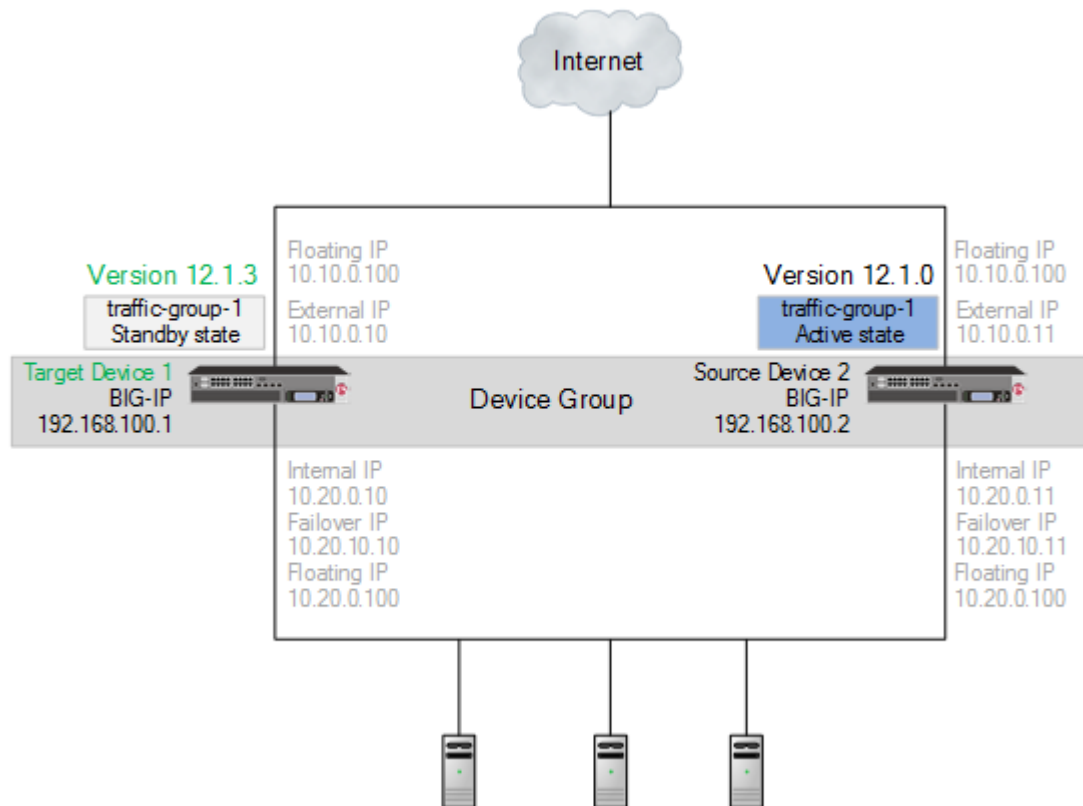 Internet
Version 12.1.3
traffic-group-1
Standby state
Floating IP
10.10.0.100
External IP
10.10.0.10
Version 12.1.0
traffic-group-1
Active state
Floating IP
10.10.0.100
External IP
10.10.0.11
Target Device 1
BIG-IP
192.168.100.1
Device Group
Source Device 2
BIG-IP
192.168.100.2
Internal IP
10.20.0.10
Failover IP
10.20.10.10
Floating IP
10.20.0.100
Internal IP
10.20.0.11
Failover IP
10.20.10.11
Floating IP
10.20.0.100